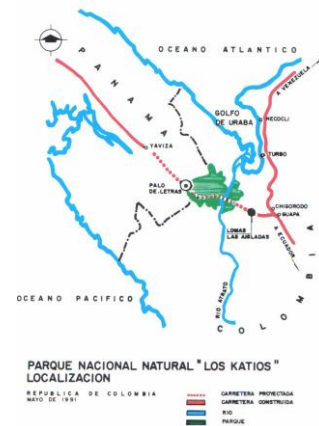 OCEANO ATLANTICO
PANAMA
A VENEZUELA
GOLFO
DE URABA
NECOCLI
TURBO
YAVIZA
PALO
DE LETRAS
CHIGORODO
GUAPA
LOMAS
LAS AISLADAS
A ECUADOR
RIO ATRATO
OCEANO PACIFICO
COLOMBIA
PARQUE NACIONAL NATURAL "LOS KATIOS"
LOCALIZACION
REPUBLICA DE COLOMBIA
MAYO DE 1991
CARRETERA PROYECTADA
CARRETERA CONSTRUIDA
RIO
PARQUE